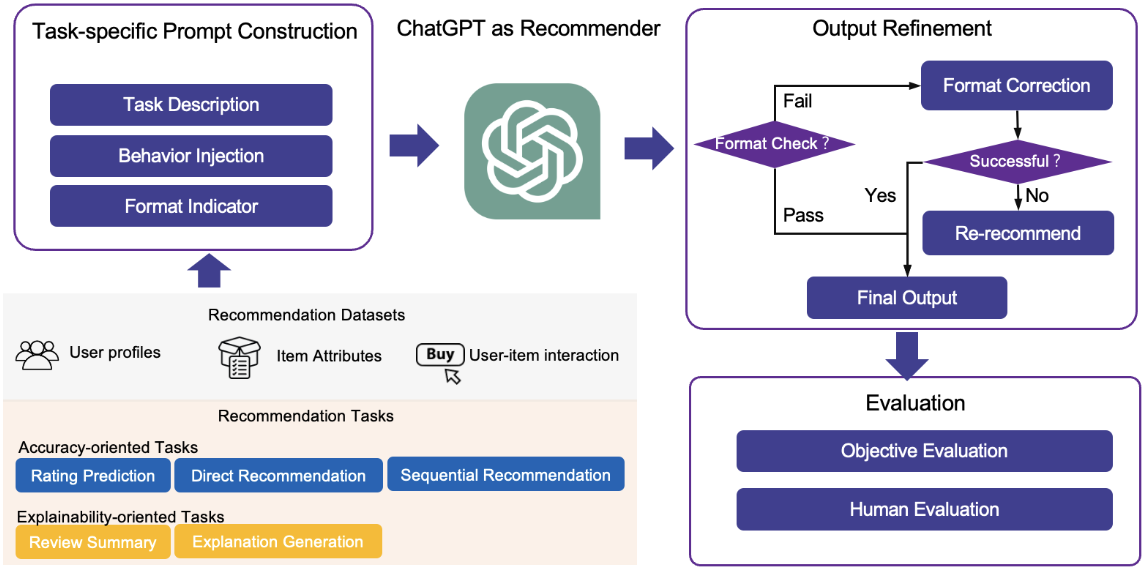 Task-specific Prompt Construction
Task Description
Behavior Injection
Format Indicator
ChatGPT as Recommender
Output Refinement
Format Check ?
Fail
Pass
Format Correction
Successful ?
Yes
No
Re-recommend
Final Output
Recommendation Datasets
User profiles
Item Attributes
Buy
User-item interaction
Recommendation Tasks
Accuracy-oriented Tasks
Rating Prediction
Direct Recommendation
Sequential Recommendation
Explainability-oriented Tasks
Review Summary
Explanation Generation
Evaluation
Objective Evaluation
Human Evaluation